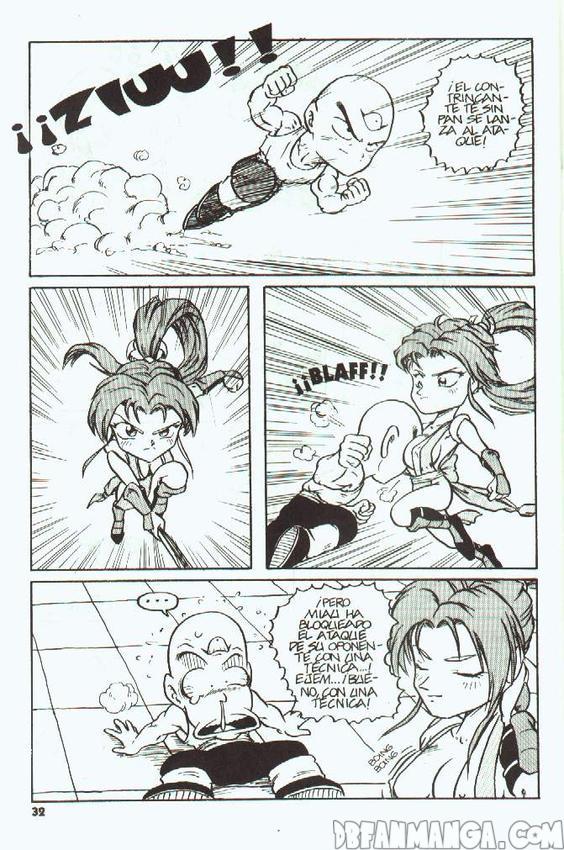 ¡¡ZIUU!!
¡EL CON-
TRINCAN-
TE TE SIN
PAN SE LAN-
ZA AL ATA-
QUE!
¡¡BLAFF!!
...
¡PERO
MIAU HA
BLOQUEADO
EL ATAQUE
DE SU OPONEN-
TE CON UNA
TÉCNICA...!
EJEM...¡BUE-
NO, CON UNA
TÉCNICA!
BOING
BOING
32
DBFANMANGA.COM